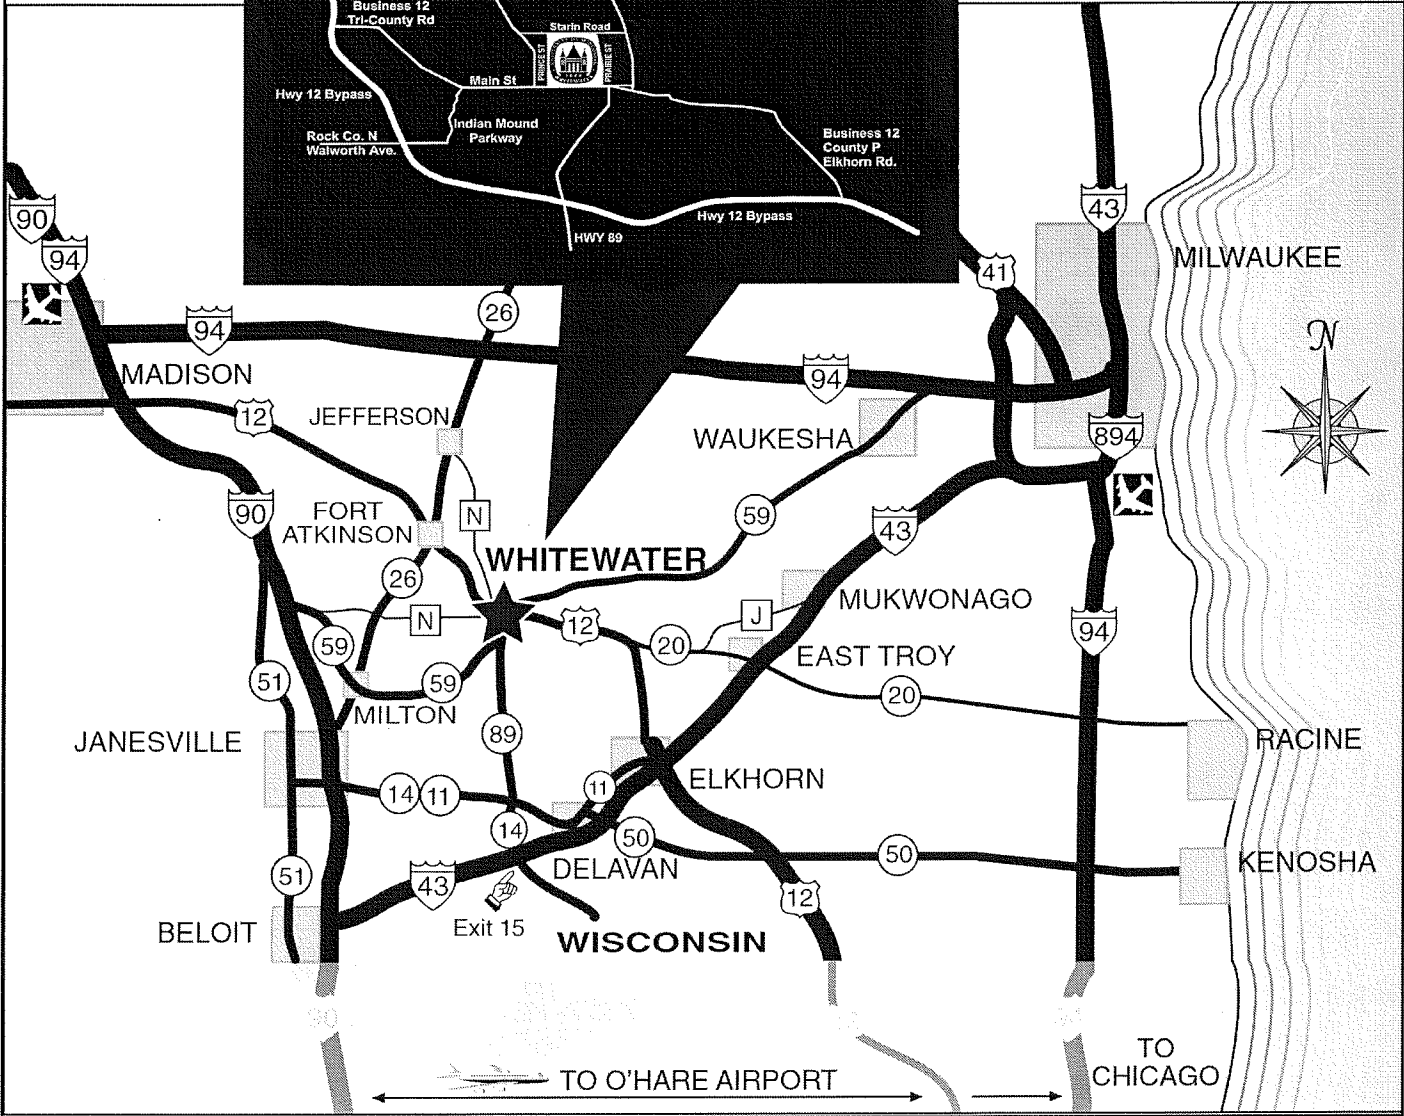 Business 12
Tri-County Rd
Starin Road
PRINCE ST
PRAIRIE ST
Main St
Hwy 12 Bypass
Indian Mound
Parkway
Rock Co. N
Walworth Ave.
Business 12
County P
Elkhorn Rd.
Hwy 12 Bypass
HWY 89
90
94
43
41
MILWAUKEE
26
94
N
MADISON
94
12
JEFFERSON
WAUKESHA
894
90
FORT
ATKINSON
N
59
43
WHITEWATER
26
MUKWONAGO
N
12
J
94
59
20
EAST TROY
51
59
20
MILTON
89
JANESVILLE
RACINE
ELKHORN
14
11
11
14
50
50
KENOSHA
DELAVAN
51
43
12
Exit 15
BELOIT
WISCONSIN
90
TO
CHICAGO
TO O'HARE AIRPORT